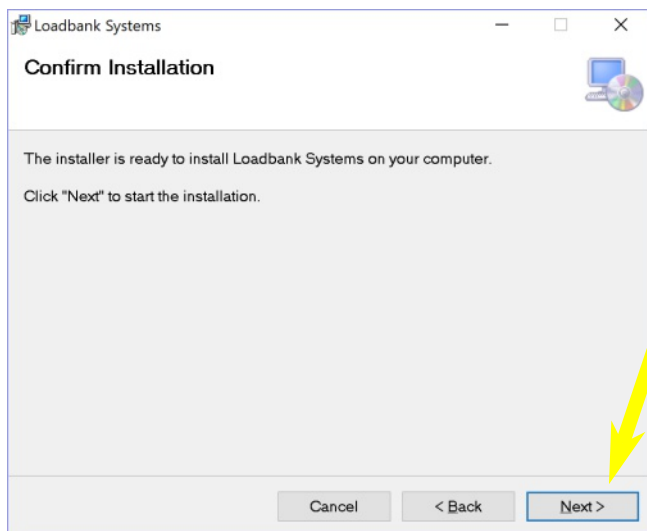 Loadbank Systems
Confirm Installation
The installer is ready to install Loadbank Systems on your computer.
Click "Next" to start the installation.
Cancel
< Back
Next >